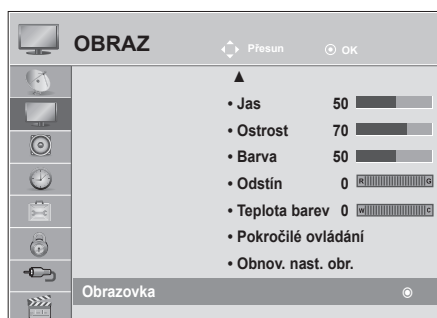 OBRAZ Přesun OK
• Jas 50
• Ostrost 70
• Barva 50
• Odstín 0 R G
• Teplota barev 0 W C
• Pokročilé ovládání
• Obnov. nast. obr.
Obrazovka